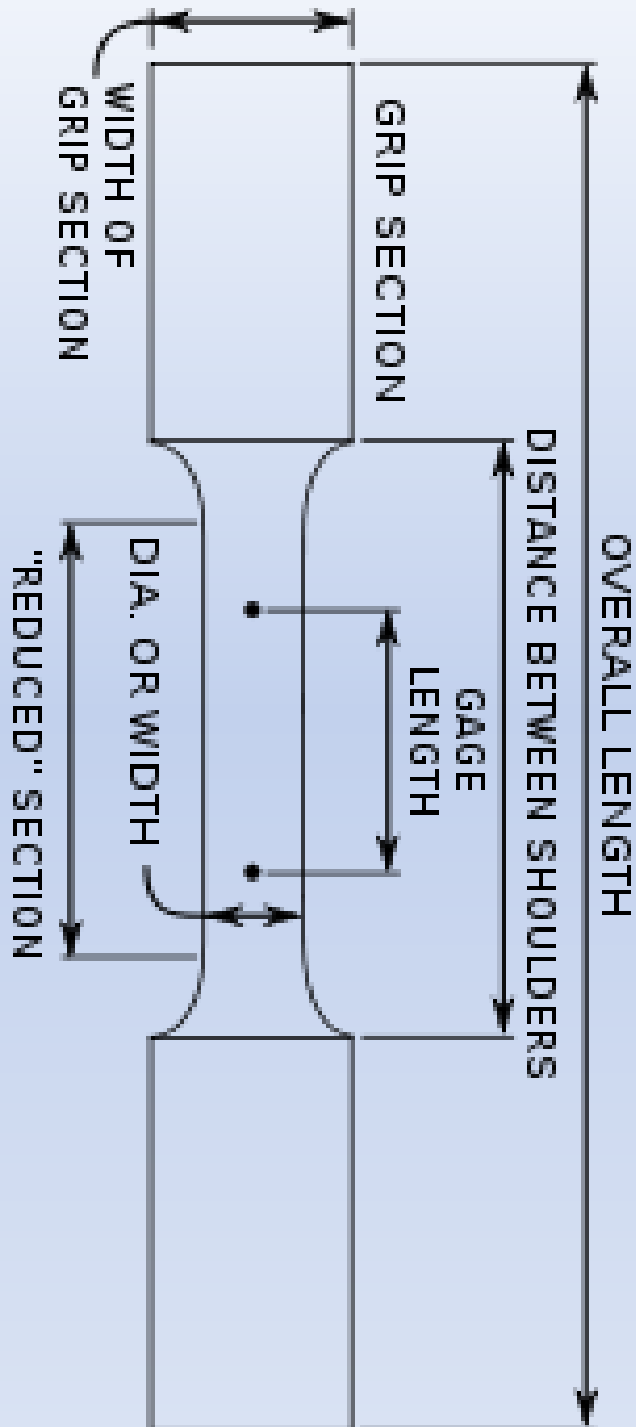 OVERALL LENGTH
DISTANCE BETWEEN SHOULDERS
GRIP SECTION
GAGE
LENGTH
DIA. OR WIDTH
WIDTH OF
GRIP SECTION
"REDUCED" SECTION